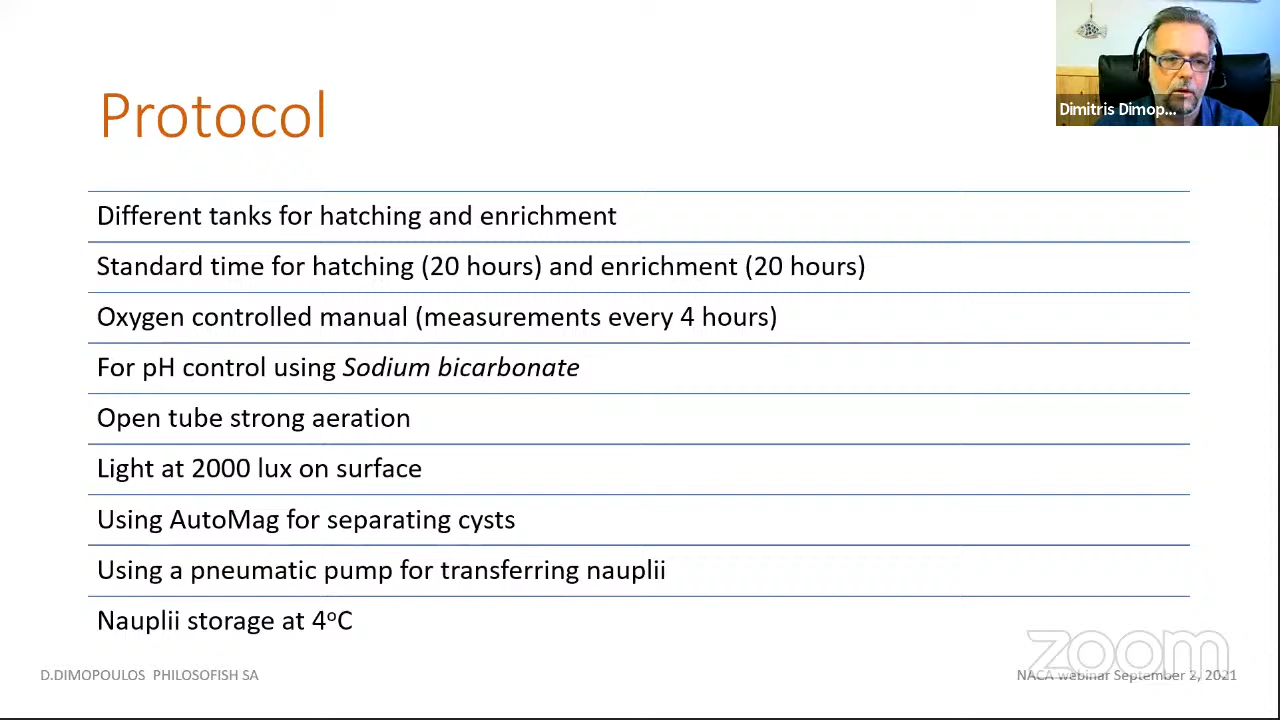 Protocol
Dimitris Dimop...
Different tanks for hatching and enrichment
Standard time for hatching (20 hours) and enrichment (20 hours)
Oxygen controlled manual (measurements every 4 hours)
For pH control using Sodium bicarbonate
Open tube strong aeration
Light at 2000 lux on surface
Using AutoMag for separating cysts
Using a pneumatic pump for transferring nauplii
Nauplii storage at 4°C
zoom
D.DIMOPOULOS PHILOSOFISH SA
NACA webinar September 2, 2021